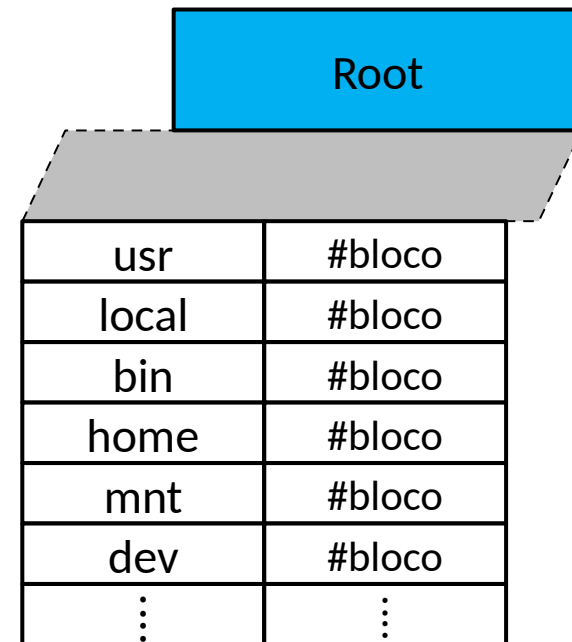 Root
usr #bloco
local #bloco
bin #bloco
home #bloco
mnt #bloco
dev #bloco
⋮ ⋮